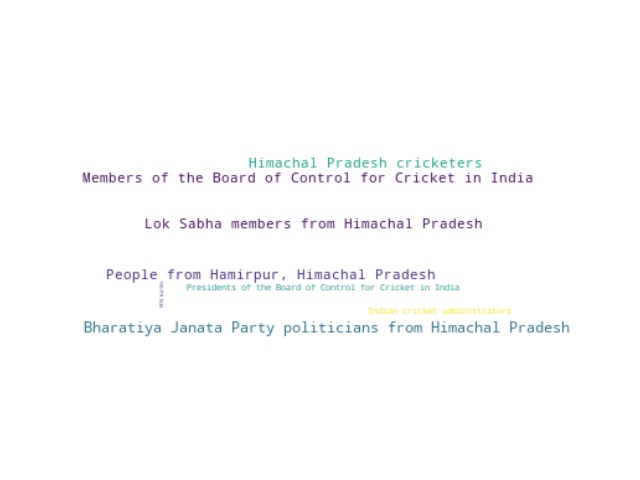 Himachal Pradesh cricketers
Members of the Board of Control for Cricket in India
Lok Sabha members from Himachal Pradesh
People from Hamirpur, Himachal Pradesh
Presidents of the Board of Control for Cricket in India
Indian cricket administrators
Bharatiya Janata Party politicians from Himachal Pradesh